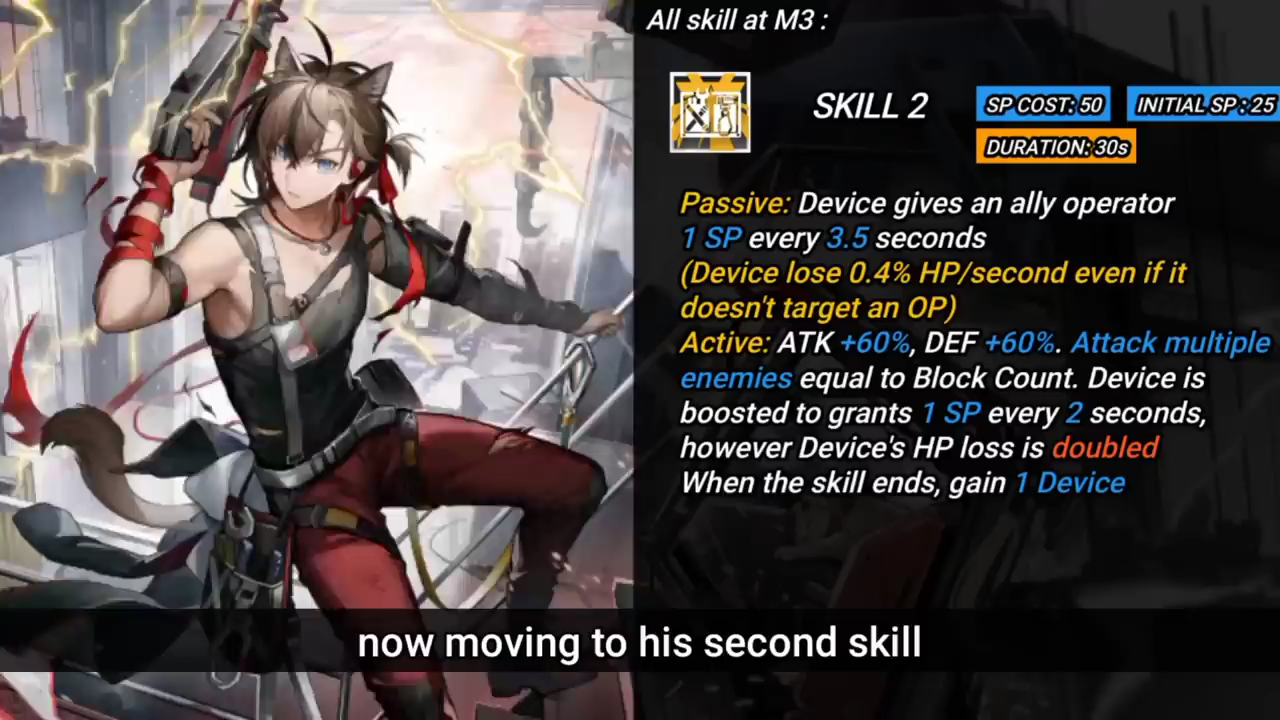 All skill at M3 :
SKILL 2
SP COST: 50
INITIAL SP : 25
DURATION: 30s
Passive: Device gives an ally operator
1 SP every 3.5 seconds
(Device lose 0.4% HP/second even if it
doesn't target an OP)
Active: ATK +60%, DEF +60%. Attack multiple
enemies equal to Block Count. Device is
boosted to grants 1 SP every 2 seconds,
however Device's HP loss is doubled
When the skill ends, gain 1 Device
now moving to his second skill